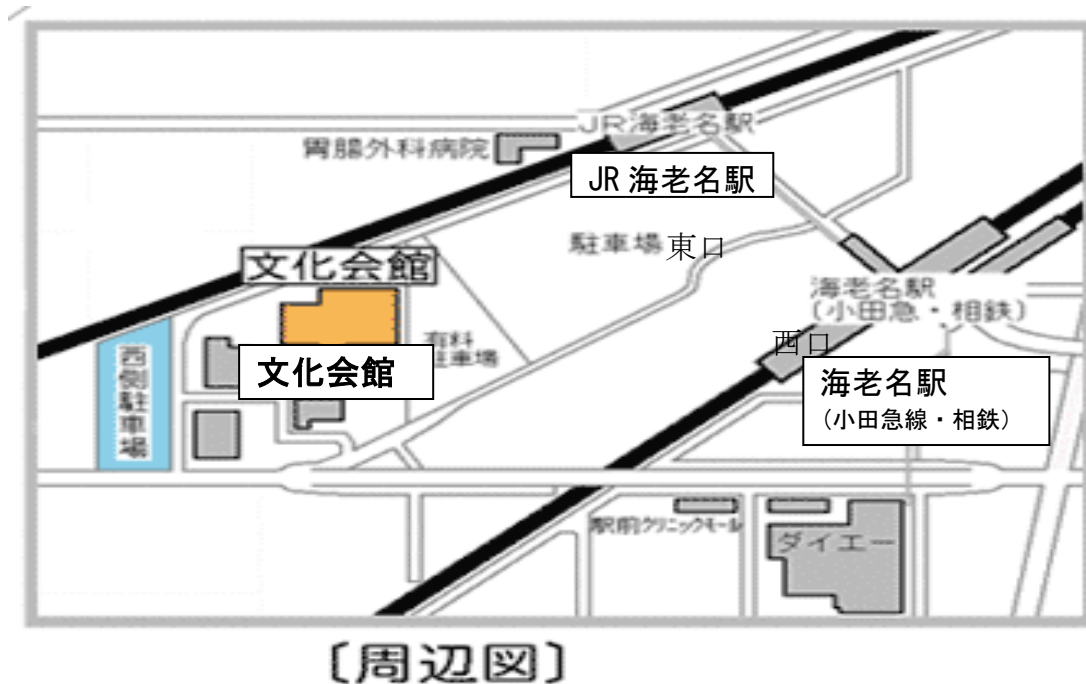 JR海老名駅
胃腸外科病院
JR 海老名駅
駐車場
東口
文化会館
海老名駅
(小田急・相鉄)
有料
駐車場
西口
文化会館
海老名駅
(小田急線・相鉄)
西側駐車場
駅前クリニックモール
ダイエー
〔周辺図〕